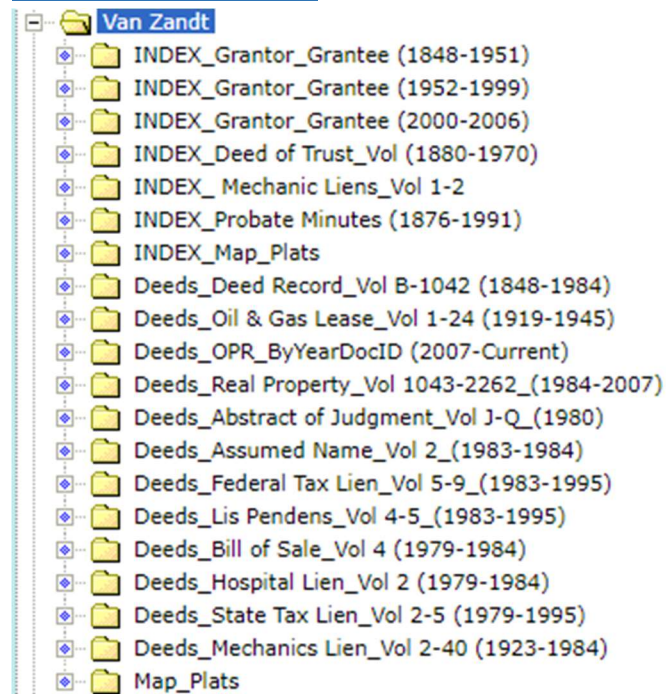 Van Zandt
INDEX_Grantor_Grantee (1848-1951)
INDEX_Grantor_Grantee (1952-1999)
INDEX_Grantor_Grantee (2000-2006)
INDEX_Deed of Trust_Vol (1880-1970)
INDEX_ Mechanic Liens_Vol 1-2
INDEX_Probate Minutes (1876-1991)
INDEX_Map_Plats
Deeds_Deed Record_Vol B-1042 (1848-1984)
Deeds_Oil & Gas Lease_Vol 1-24 (1919-1945)
Deeds_OPR_ByYearDocID (2007-Current)
Deeds_Real Property_Vol 1043-2262_(1984-2007)
Deeds_Abstract of Judgment_Vol J-Q_(1980)
Deeds_Assumed Name_Vol 2_(1983-1984)
Deeds_Federal Tax Lien_Vol 5-9_(1983-1995)
Deeds_Lis Pendens_Vol 4-5_(1983-1995)
Deeds_Bill of Sale_Vol 4 (1979-1984)
Deeds_Hospital Lien_Vol 2 (1979-1984)
Deeds_State Tax Lien_Vol 2-5 (1979-1995)
Deeds_Mechanics Lien_Vol 2-40 (1923-1984)
Map_Plats